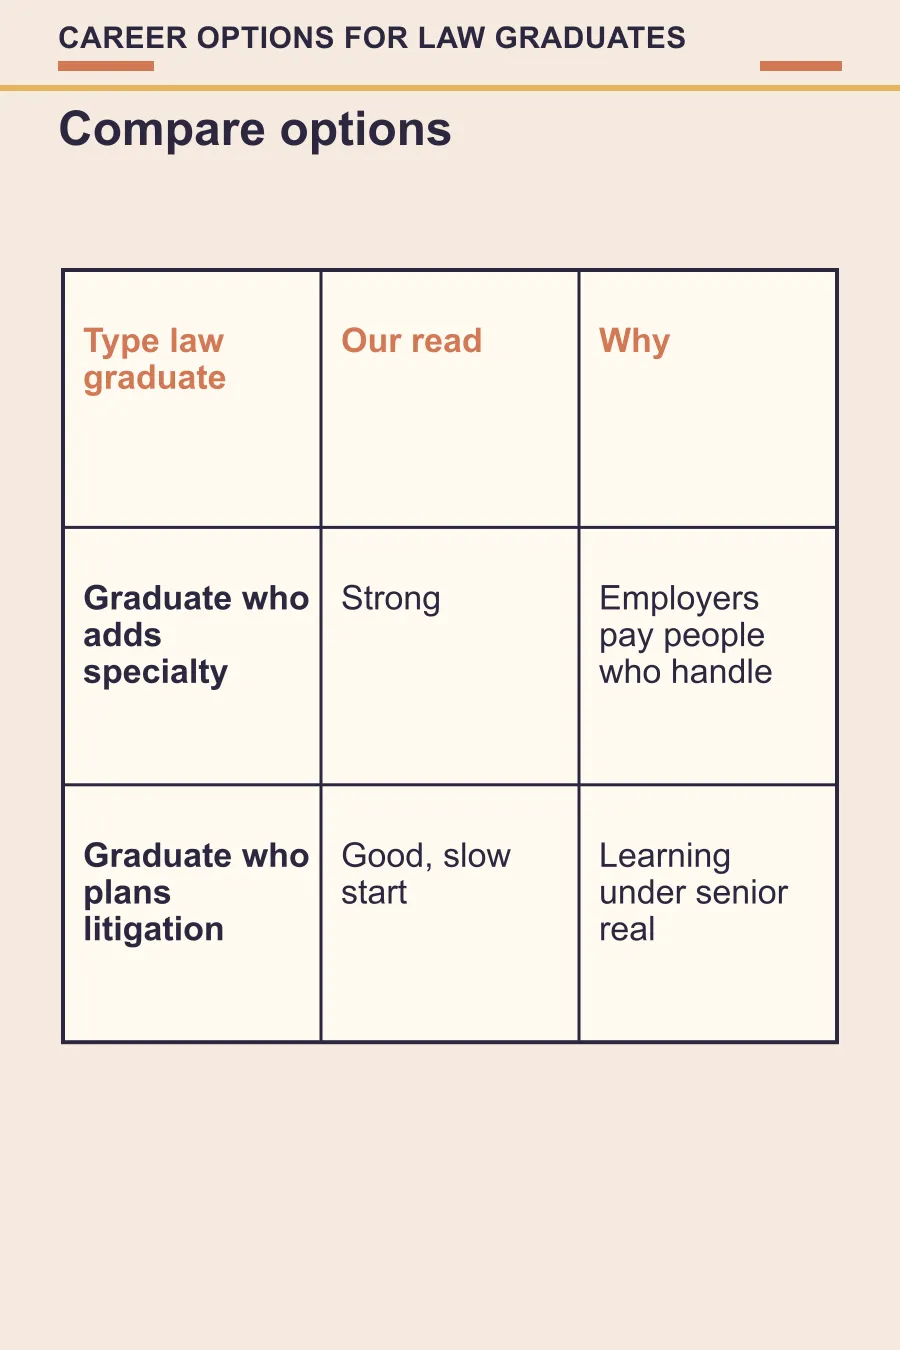 CAREER OPTIONS FOR LAW GRADUATES
Compare options
Type law
graduate
Our read
Why
Graduate who
adds
specialty
Strong
Employers
pay people
who handle
Graduate who
plans
litigation
Good, slow
start
Learning
under senior
real